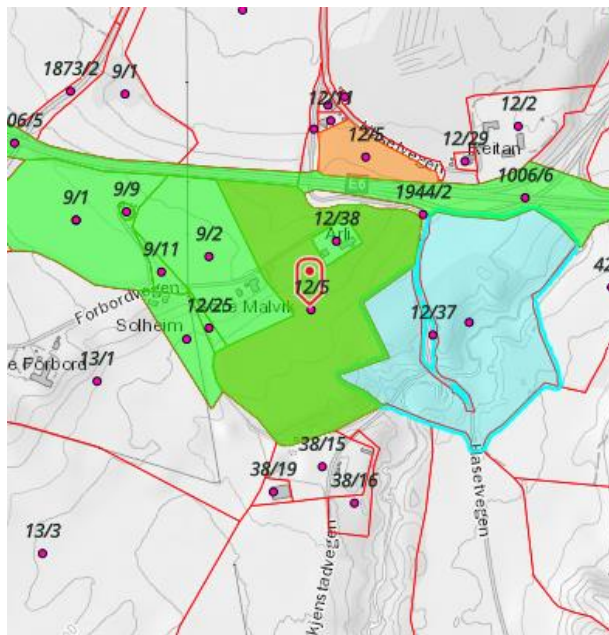 1873/2
9/1
06/5
12/11
12/5
12/2
12/29
Reitan
E6
1944/2
1006/6
9/1
9/9
9/2
12/38
Arli
9/11
12/5
Forbordvegen
12/25
e Malvik
Solheim
12/37
42
e Forbord
13/1
38/15
38/19
38/16
Hasetvegen
13/3
kjenstadvegen